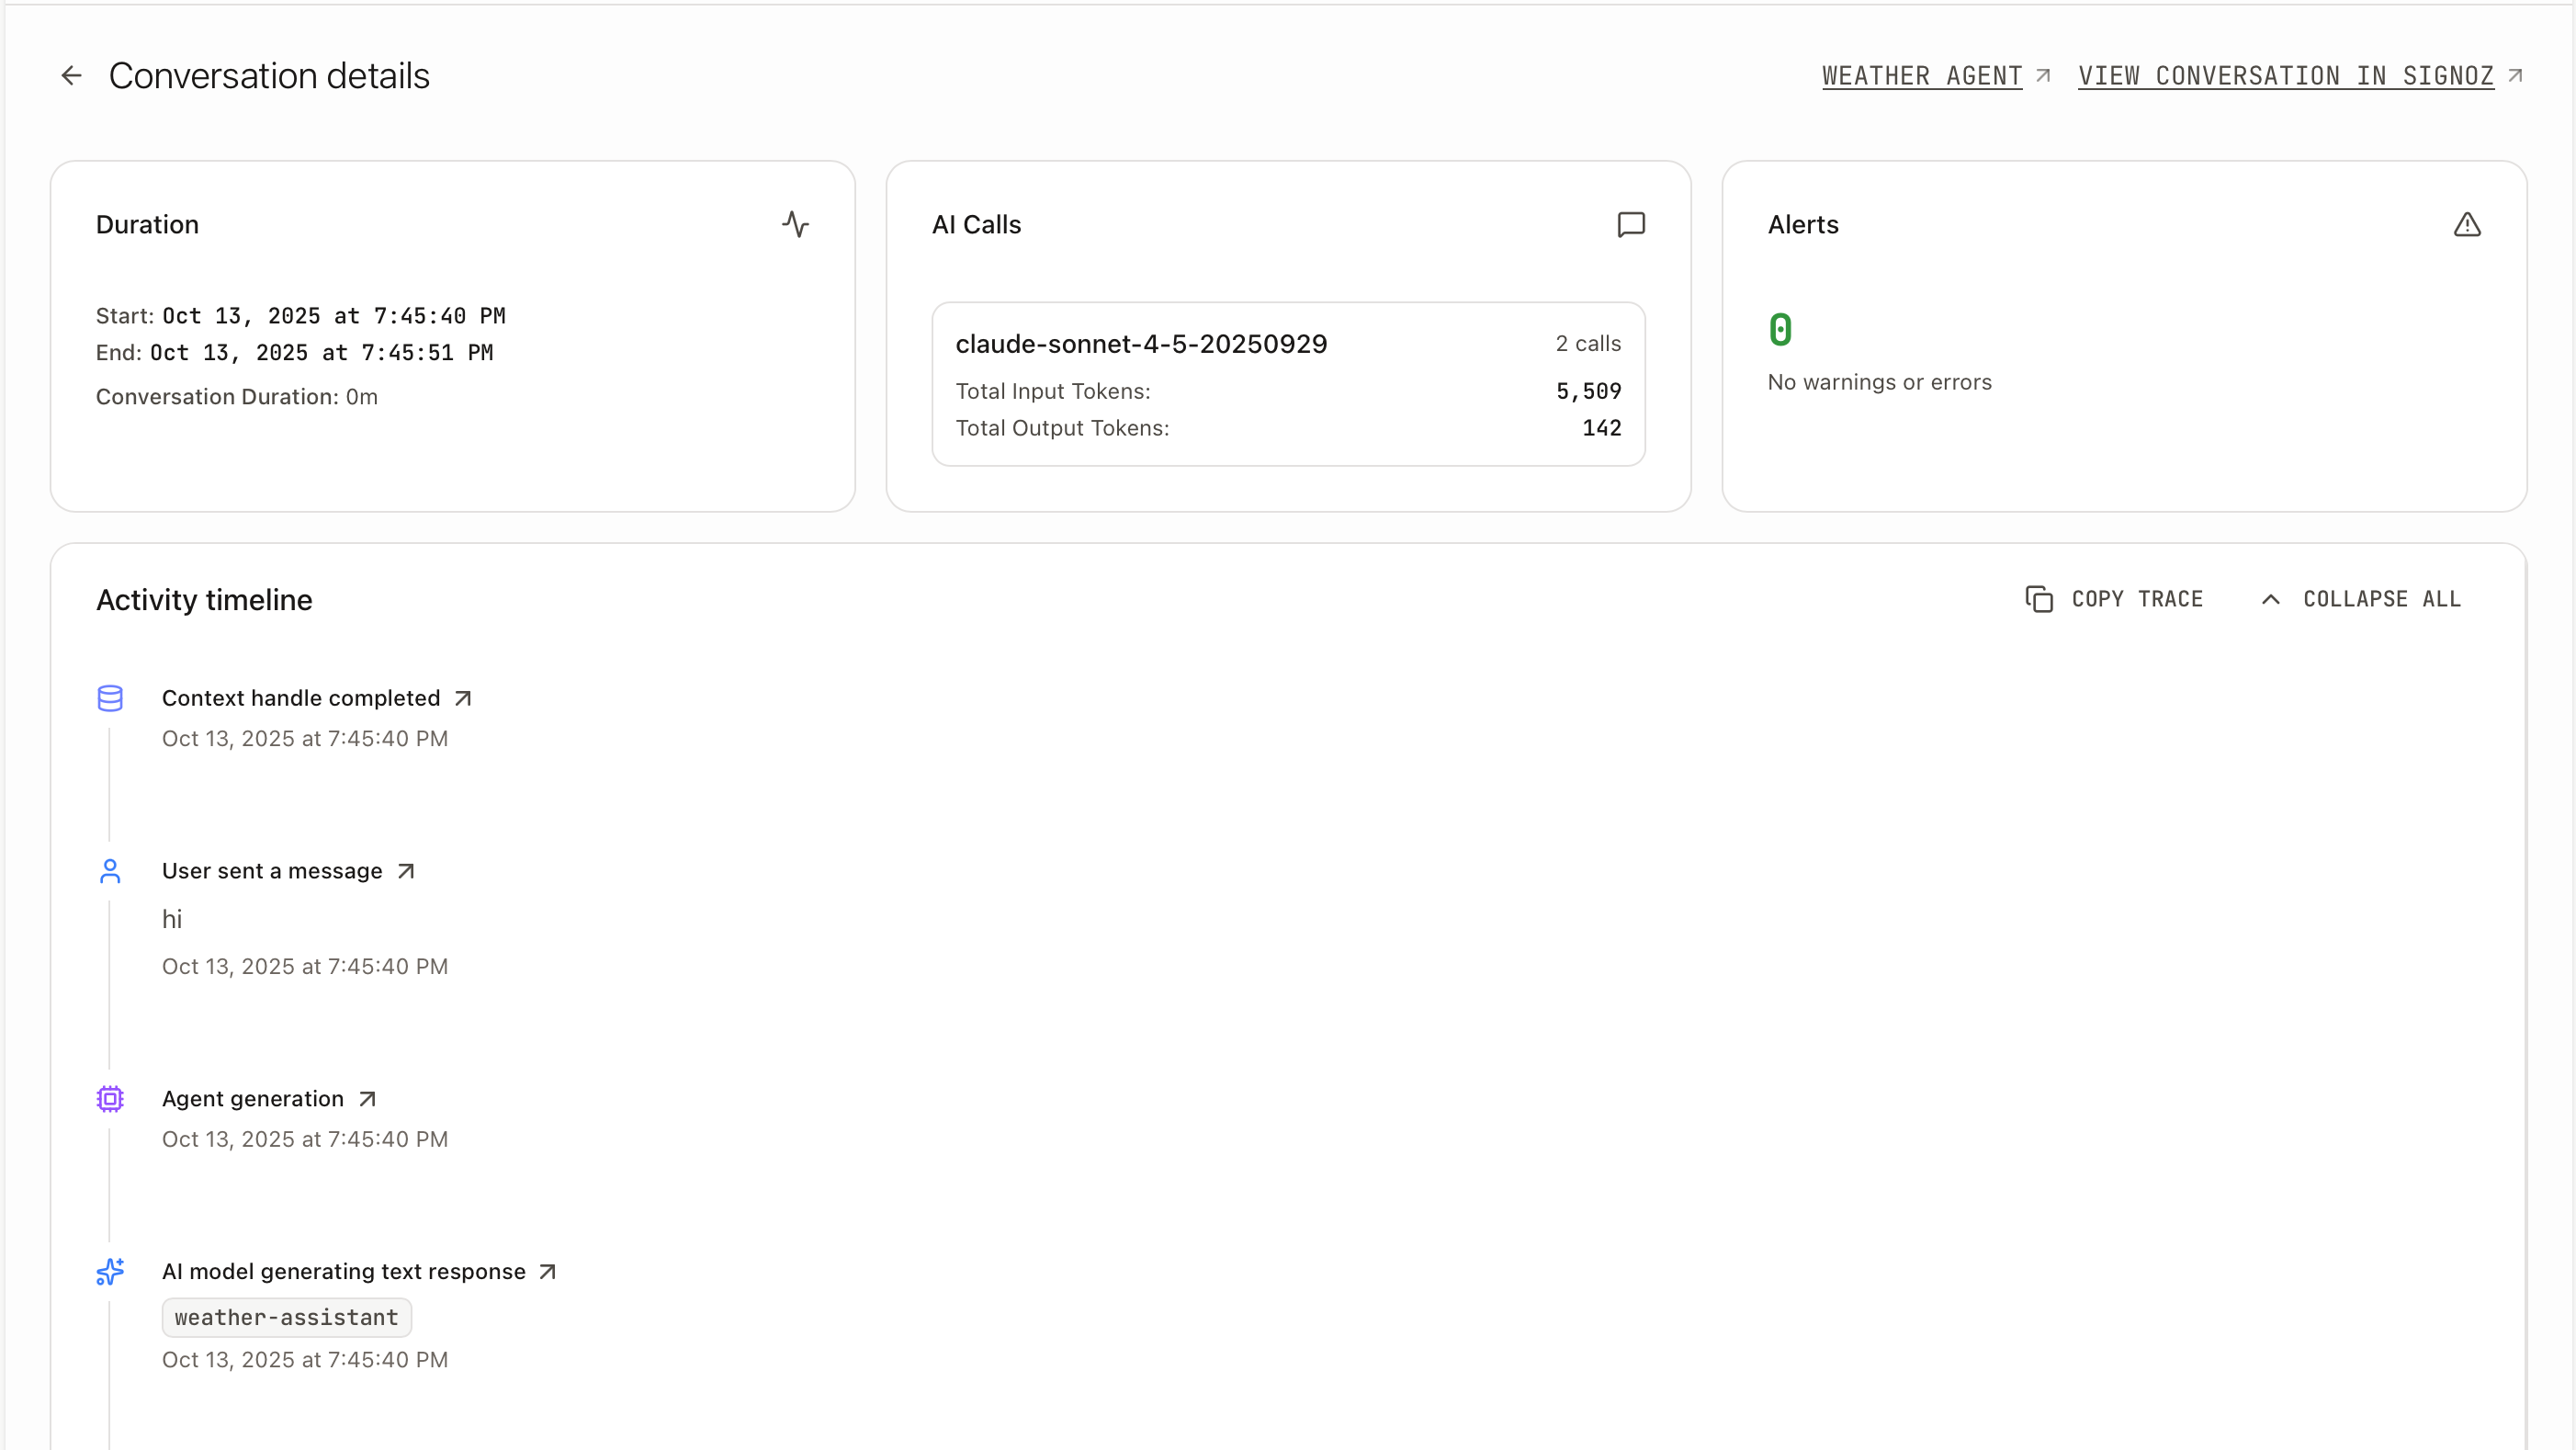 Conversation details
WEATHER AGENT
VIEW CONVERSATION IN SIGNOZ
Duration
Start: Oct 13, 2025 at 7:45:40 PM
End: Oct 13, 2025 at 7:45:51 PM
Conversation Duration: 0m
AI Calls
claude-sonnet-4-5-20250929
2 calls
Total Input Tokens: 5,509
Total Output Tokens: 142
Alerts
0
No warnings or errors
Activity timeline
COPY TRACE
COLLAPSE ALL
Context handle completed
Oct 13, 2025 at 7:45:40 PM
User sent a message
hi
Oct 13, 2025 at 7:45:40 PM
Agent generation
Oct 13, 2025 at 7:45:40 PM
AI model generating text response
weather-assistant
Oct 13, 2025 at 7:45:40 PM